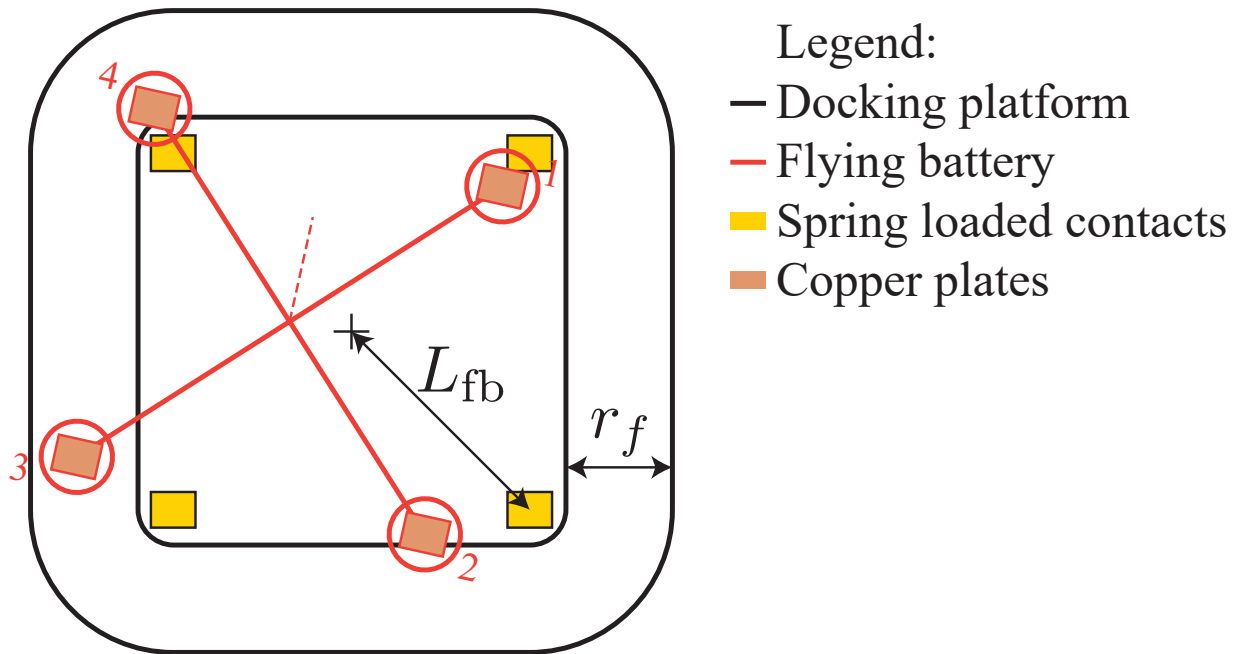 Legend:
Docking platform
Flying battery
Spring loaded contacts
Copper plates
4
1
L_fb
r_f
3
2